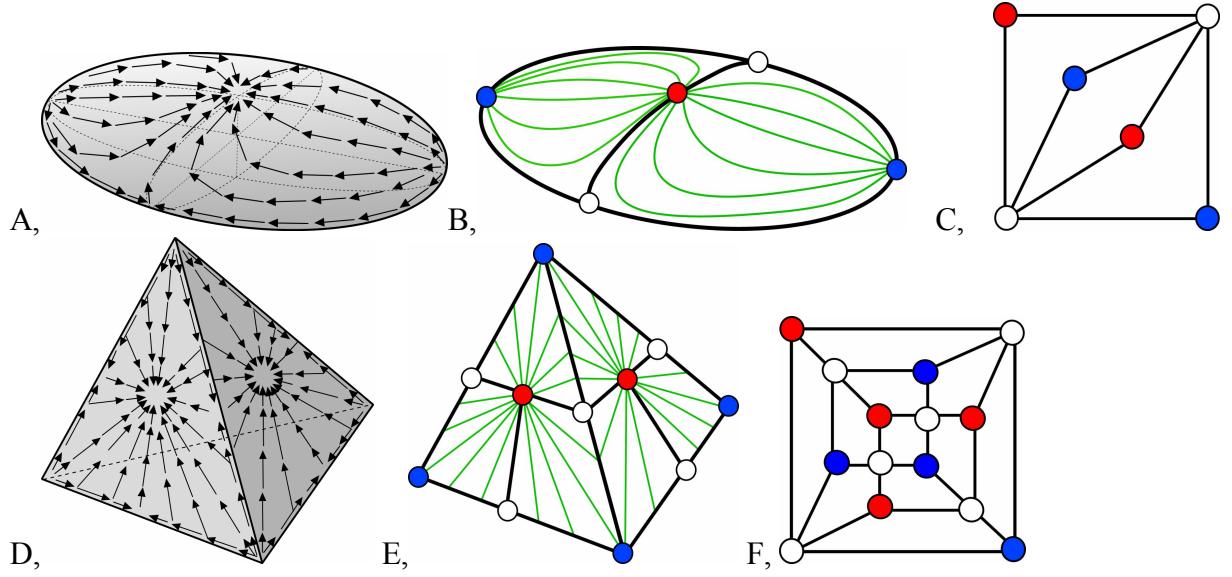 A,
B,
C,
D,
E,
F,